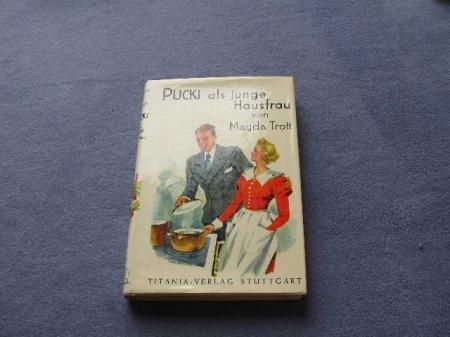 PUCKI als junge
Hausfrau
von
Magda Trott
TITANIA-VERLAG STUTTGART